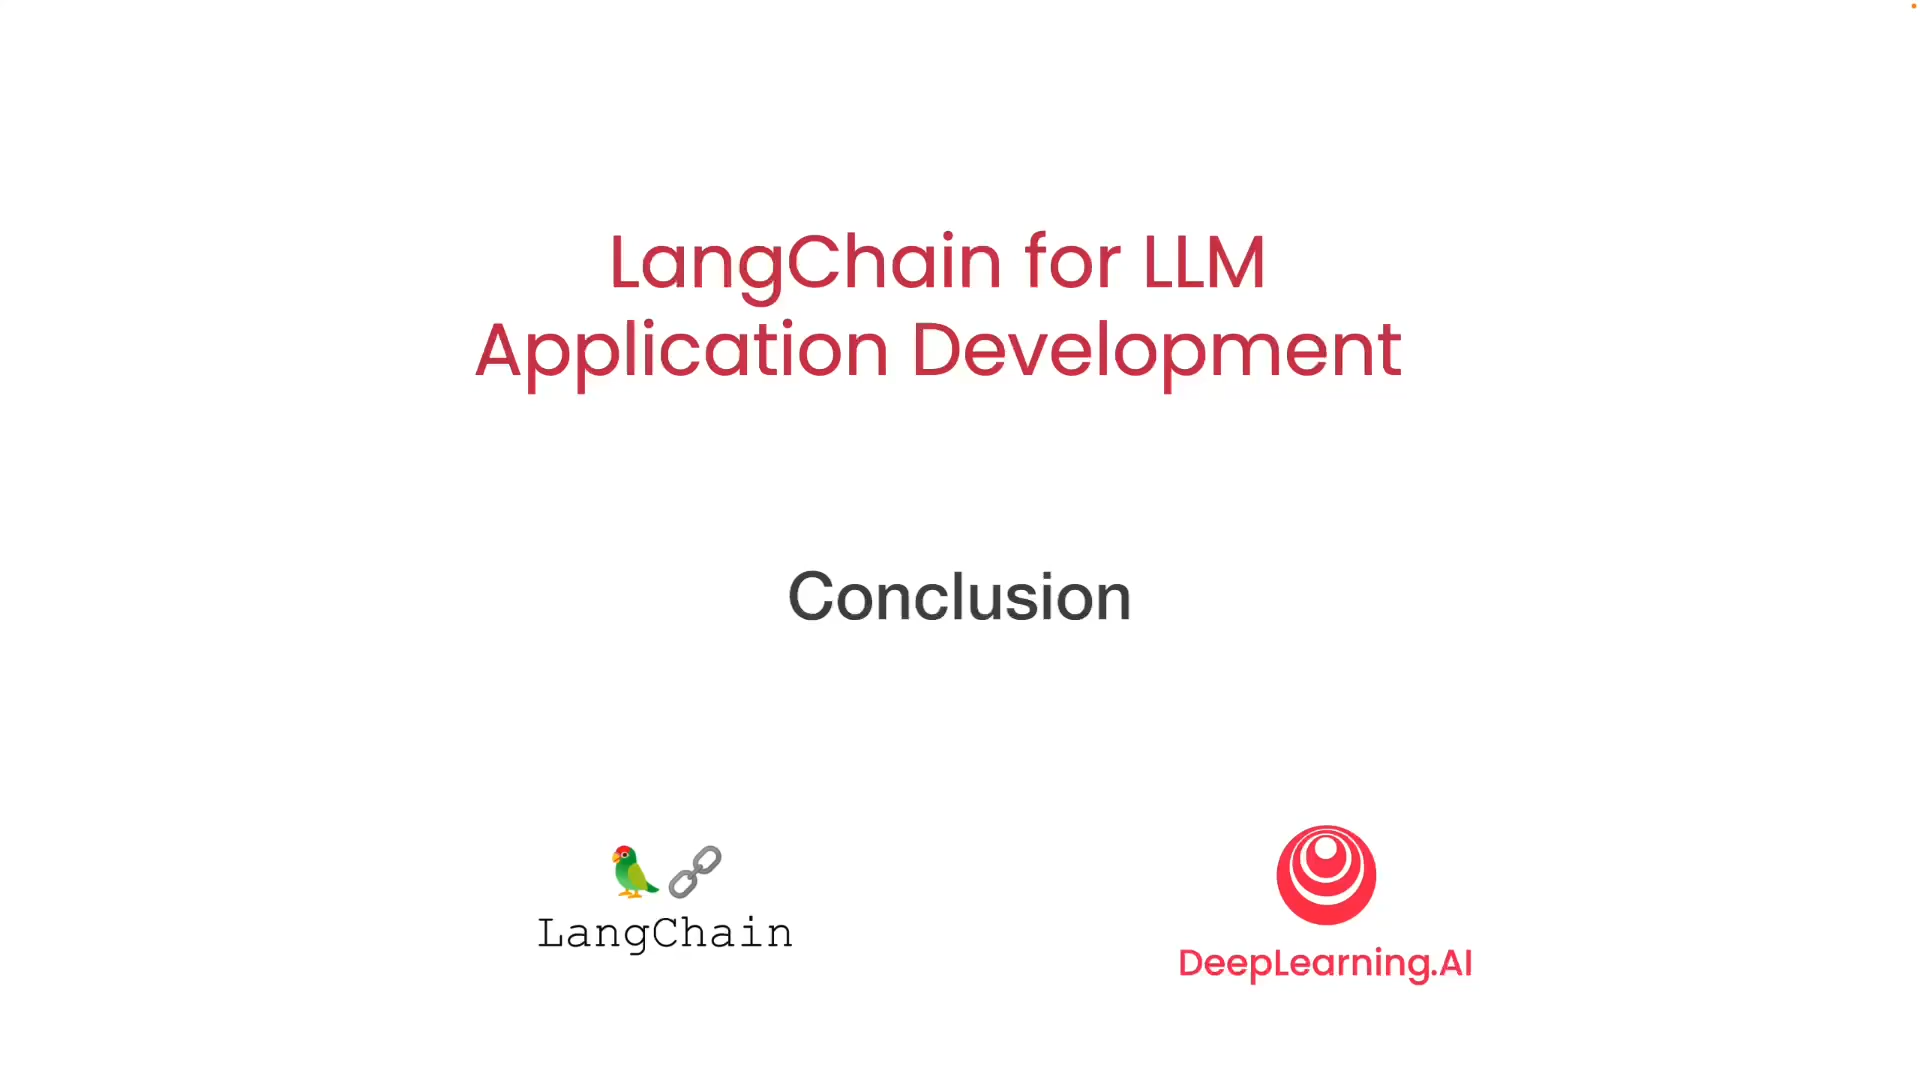 LangChain for LLM
Application Development
Conclusion
LangChain
DeepLearning.AI